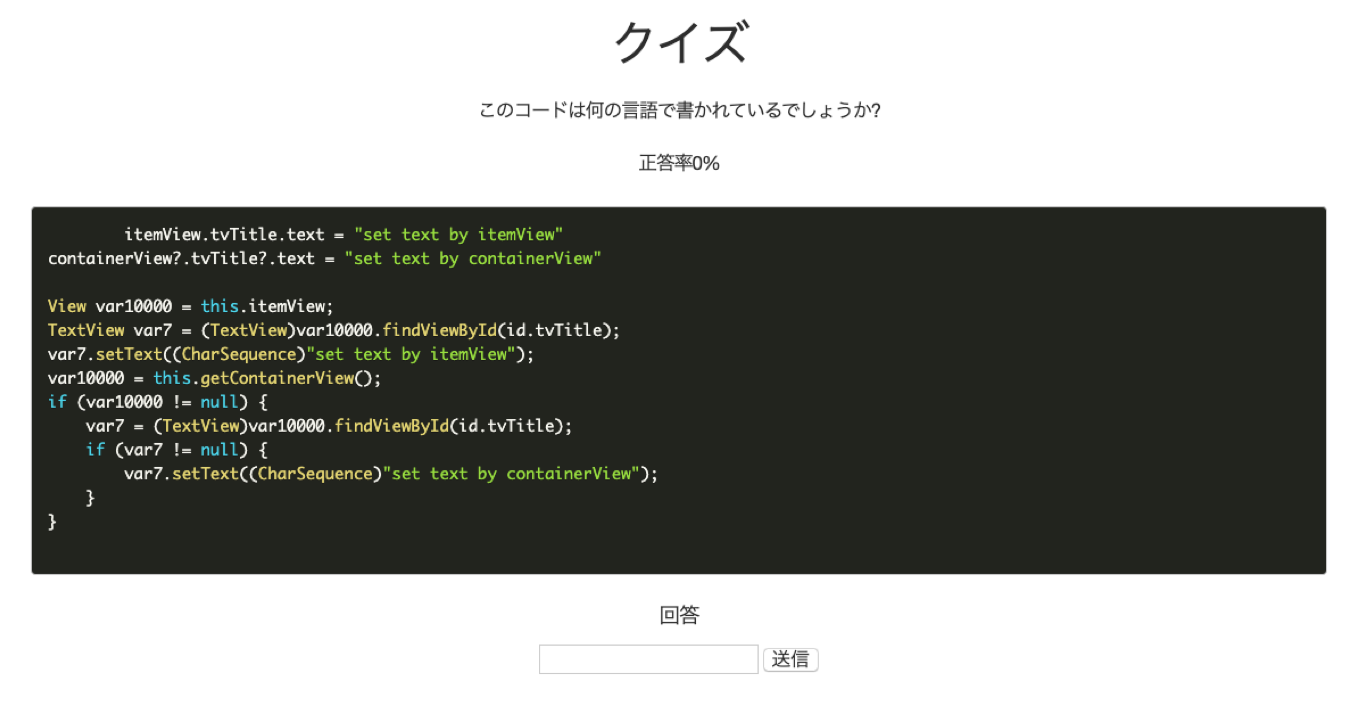 クイズ
このコードは何の言語で書かれているでしょうか?
正答率0%
        itemView.tvTitle.text = "set text by itemView"
containerView?.tvTitle?.text = "set text by containerView"
View var10000 = this.itemView;
TextView var7 = (TextView)var10000.findViewById(id.tvTitle);
var7.setText((CharSequence)"set text by itemView");
var10000 = this.getContainerView();
if (var10000 != null) {
    var7 = (TextView)var10000.findViewById(id.tvTitle);
    if (var7 != null) {
        var7.setText((CharSequence)"set text by containerView");
    }
}
回答
送信